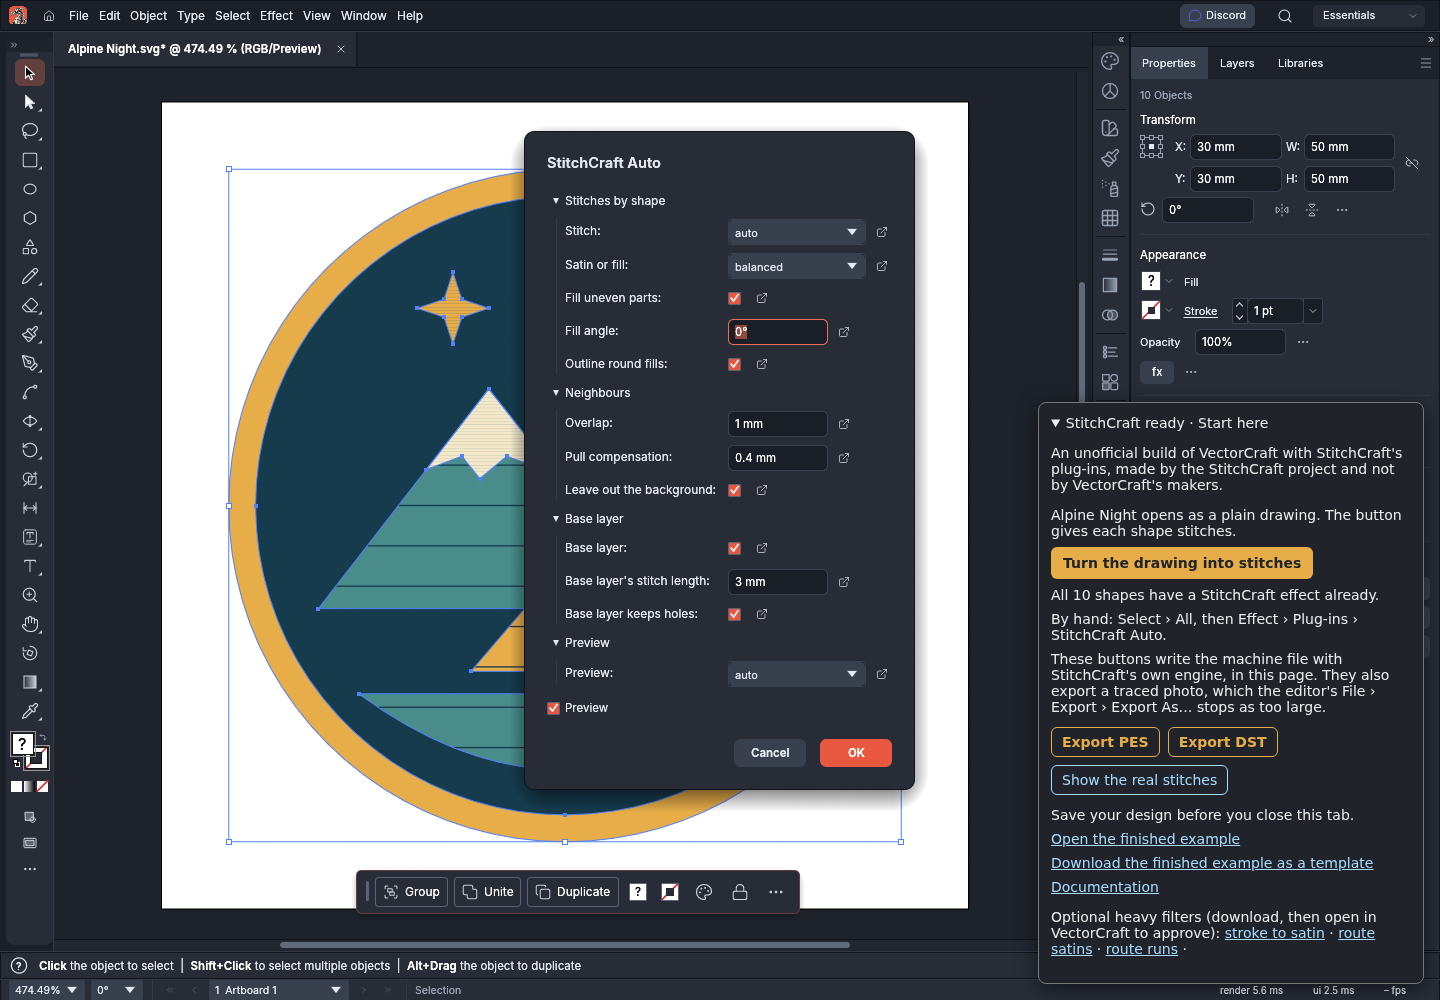 File Edit Object Type Select Effect View Window Help
Discord
Essentials
Alpine Night.svg* @ 474.49 % (RGB/Preview)
Properties Layers Libraries
10 Objects
Transform
X: 30 mm W: 50 mm
Y: 30 mm H: 50 mm
0°
Appearance
? Fill
Stroke 1 pt
Opacity 100%
fx
StitchCraft Auto
Stitches by shape
Stitch: auto
Satin or fill: balanced
Fill uneven parts:
Fill angle: 0°
Outline round fills:
Neighbours
Overlap: 1 mm
Pull compensation: 0.4 mm
Leave out the background:
Base layer
Base layer:
Base layer's stitch length: 3 mm
Base layer keeps holes:
Preview
Preview: auto
Preview
Cancel OK
StitchCraft ready · Start here
An unofficial build of VectorCraft with StitchCraft's
plug-ins, made by the StitchCraft project and not
by VectorCraft's makers.
Alpine Night opens as a plain drawing. The button
gives each shape stitches.
Turn the drawing into stitches
All 10 shapes have a StitchCraft effect already.
By hand: Select › All, then Effect › Plug-ins ›
StitchCraft Auto.
These buttons write the machine file with
StitchCraft's own engine, in this page. They also
export a traced photo, which the editor's File ›
Export › Export As… stops as too large.
Export PES Export DST
Show the real stitches
Save your design before you close this tab.
Open the finished example
Download the finished example as a template
Documentation
Optional heavy filters (download, then open in
VectorCraft to approve): stroke to satin · route
satins · route runs ·
?
Group Unite Duplicate ?
Click the object to select | Shift+Click to select multiple objects | Alt+Drag the object to duplicate
474.49% 0° 1 Artboard 1 Selection render 5.6 ms ui 2.5 ms – fps